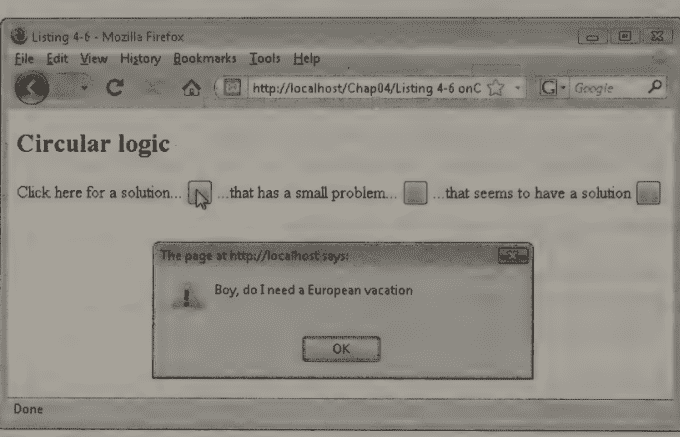 Listing 4-6 - Mozilla Firefox
File Edit View History Bookmarks Tools Help
http://localhost/Chap04/Listing 4-6 onC
G Google
Circular logic
Click here for a solution... ...that has a small problem... ...that seems to have a solution
The page at http://localhost says:
Boy, do I need a European vacation
OK
Done